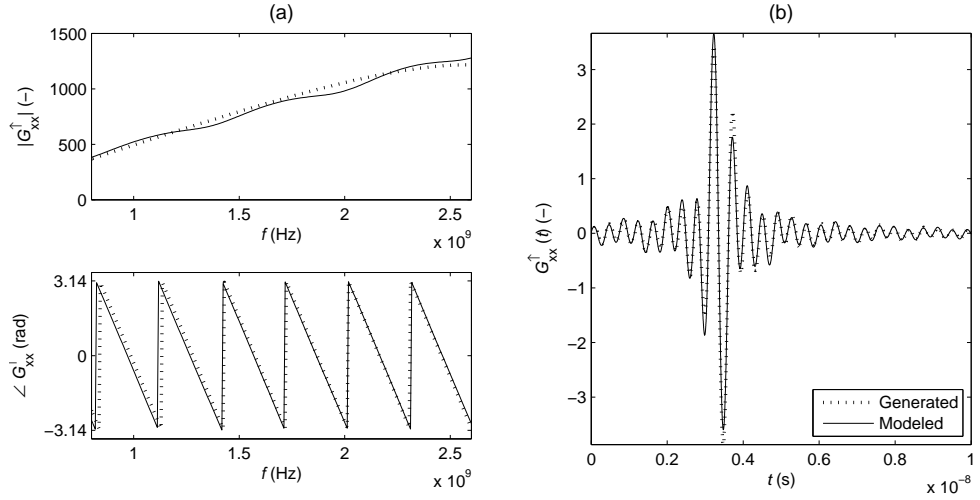 (a)
1500
1000
500
0
|G↑xx| (−)
1
1.5
2
2.5
f (Hz)
x 10^9
3.14
0
−3.14
∠ G↑xx (rad)
1
1.5
2
2.5
f (Hz)
x 10^9
(b)
3
2
1
0
−1
−2
−3
G↑xx (t) (−)
Generated
Modeled
0
0.2
0.4
0.6
0.8
1
t (s)
x 10^−8